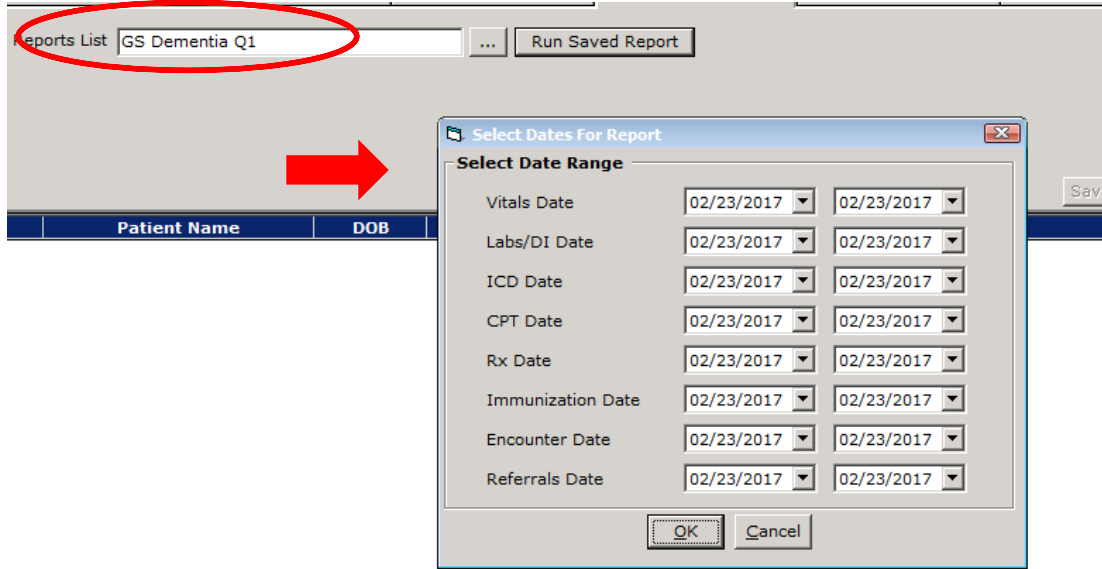 Reports List GS Dementia Q1 ... Run Saved Report
Select Dates For Report
Select Date Range
Vitals Date 02/23/2017 02/23/2017
Sav
Patient Name DOB
Labs/DI Date 02/23/2017 02/23/2017
ICD Date 02/23/2017 02/23/2017
CPT Date 02/23/2017 02/23/2017
Rx Date 02/23/2017 02/23/2017
Immunization Date 02/23/2017 02/23/2017
Encounter Date 02/23/2017 02/23/2017
Referrals Date 02/23/2017 02/23/2017
OK Cancel